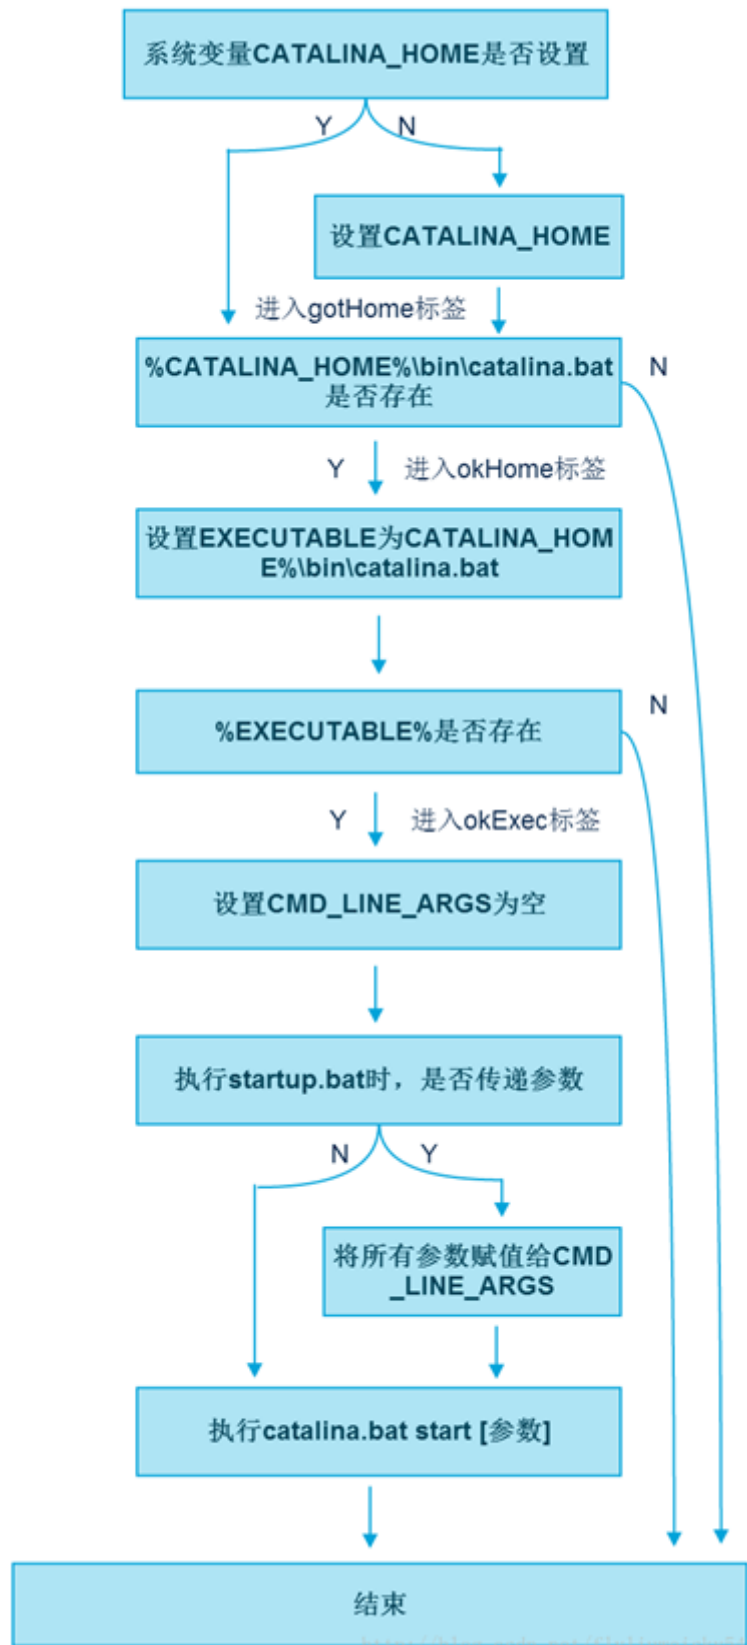 系统变量CATALINA_HOME是否设置
Y
N
设置CATALINA_HOME
进入gotHome标签
%CATALINA_HOME%\bin\catalina.bat
是否存在
N
Y
进入okHome标签
设置EXECUTABLE为CATALINA_HOM
E%\bin\catalina.bat
%EXECUTABLE%是否存在
N
Y
进入okExec标签
设置CMD_LINE_ARGS为空
执行startup.bat时，是否传递参数
N
Y
将所有参数赋值给CMD
_LINE_ARGS
执行catalina.bat start [参数]
结束